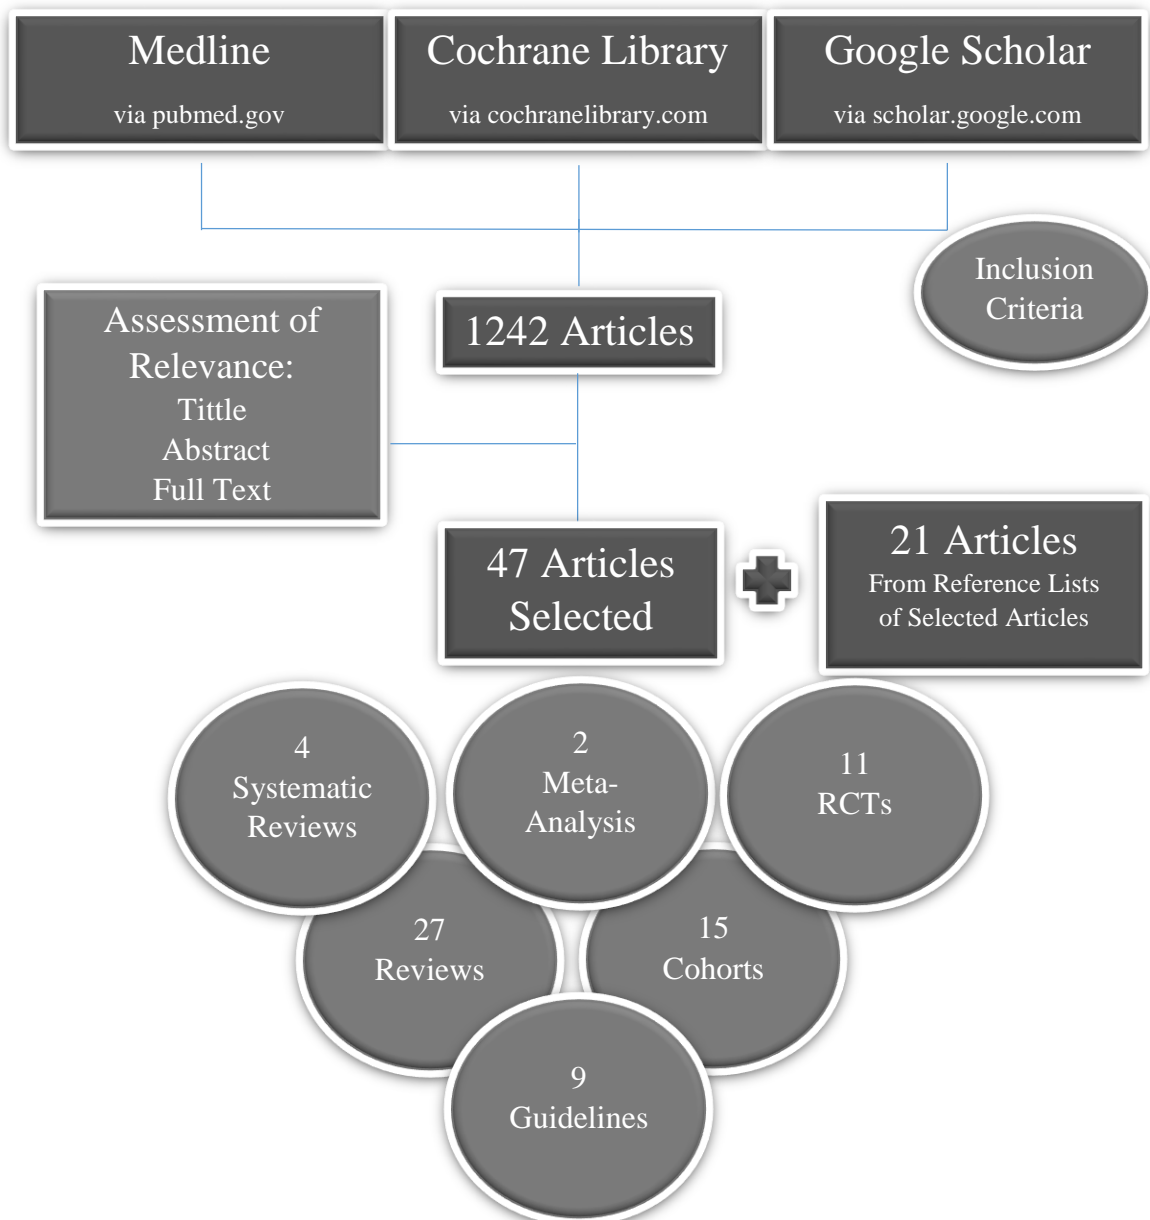 Medline
via pubmed.gov
Cochrane Library
via cochranelibrary.com
Google Scholar
via scholar.google.com
Inclusion
Criteria
Assessment of
Relevance:
Tittle
Abstract
Full Text
1242 Articles
47 Articles
Selected
21 Articles
From Reference Lists
of Selected Articles
4
Systematic
Reviews
2
Meta-
Analysis
11
RCTs
27
Reviews
15
Cohorts
9
Guidelines